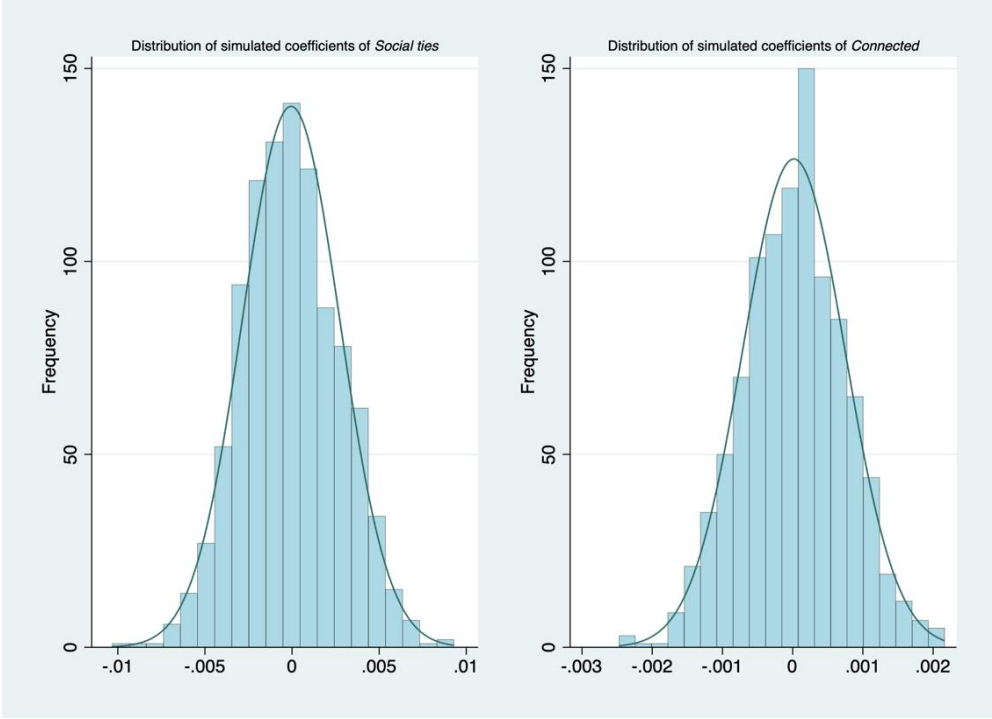 Distribution of simulated coefficients of Social ties
150
100
50
0
Frequency
-.01 -.005 0 .005 .01
Distribution of simulated coefficients of Connected
150
100
50
0
Frequency
-.003 -.002 -.001 0 .001 .002